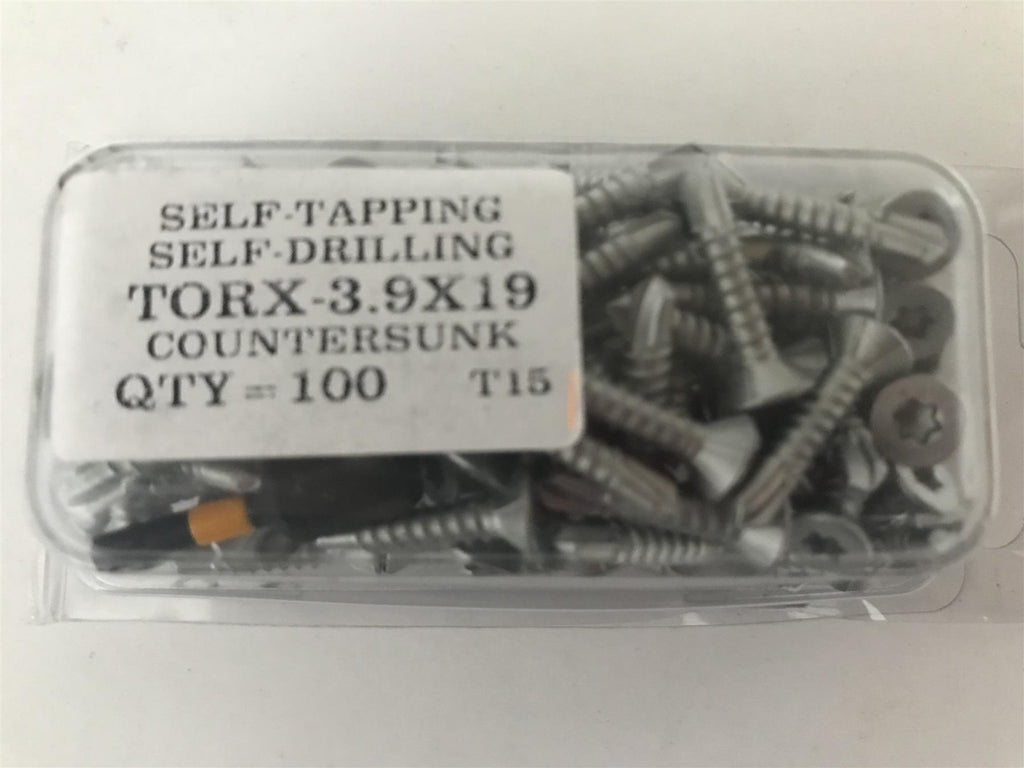 SELF-TAPPING
SELF-DRILLING
TORX-3.9X19
COUNTERSUNK
QTY = 100 T15